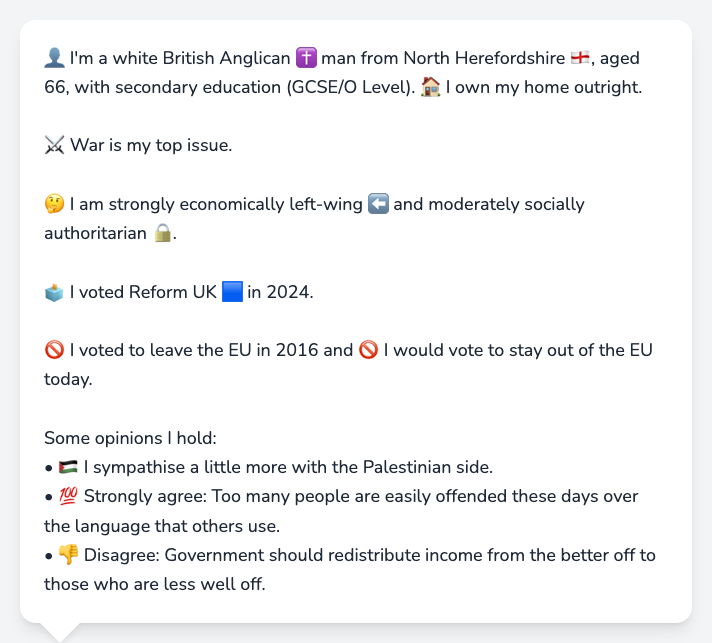 👤 I'm a white British Anglican ✝️ man from North Herefordshire 🏴󠁧󠁢󠁥󠁮󠁧󠁿, aged
66, with secondary education (GCSE/O Level). 🏠 I own my home outright.
⚔️ War is my top issue.
🤔 I am strongly economically left-wing ⬅️ and moderately socially
authoritarian 🔒.
🗳️ I voted Reform UK 🟦 in 2024.
🚫 I voted to leave the EU in 2016 and 🚫 I would vote to stay out of the EU
today.
Some opinions I hold:
• 🇵🇸 I sympathise a little more with the Palestinian side.
• 💯 Strongly agree: Too many people are easily offended these days over
the language that others use.
• 👎 Disagree: Government should redistribute income from the better off to
those who are less well off.